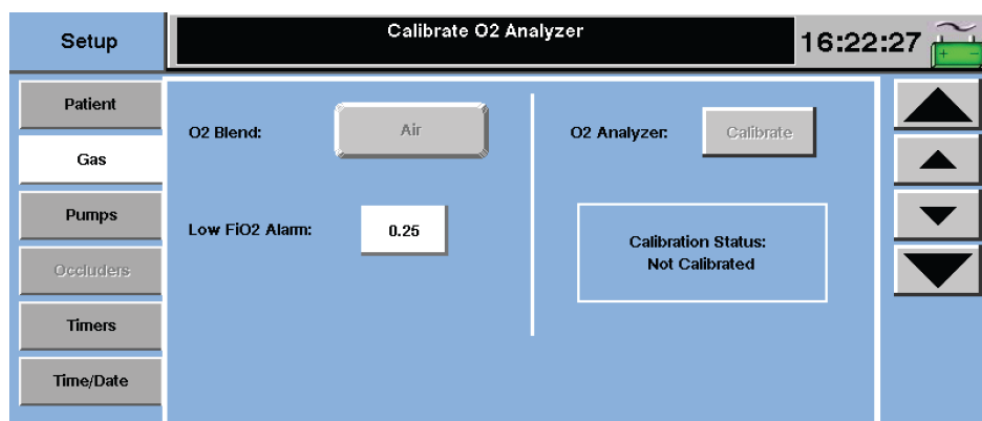 Setup
Calibrate O2 Analyzer
16:22:27
+ -
Patient
Gas
Pumps
Occluders
Timers
Time/Date
O2 Blend:
Air
Low FiO2 Alarm:
0.25
O2 Analyzer:
Calibrate
Calibration Status:
Not Calibrated